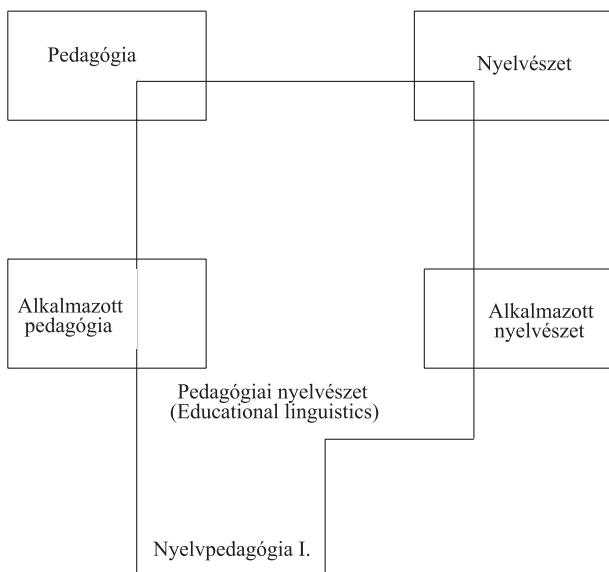 Pedagógia
Nyelvészet
Alkalmazott
pedagógia
Alkalmazott
nyelvészet
Pedagógiai nyelvészet
(Educational linguistics)
Nyelvpedagógia I.